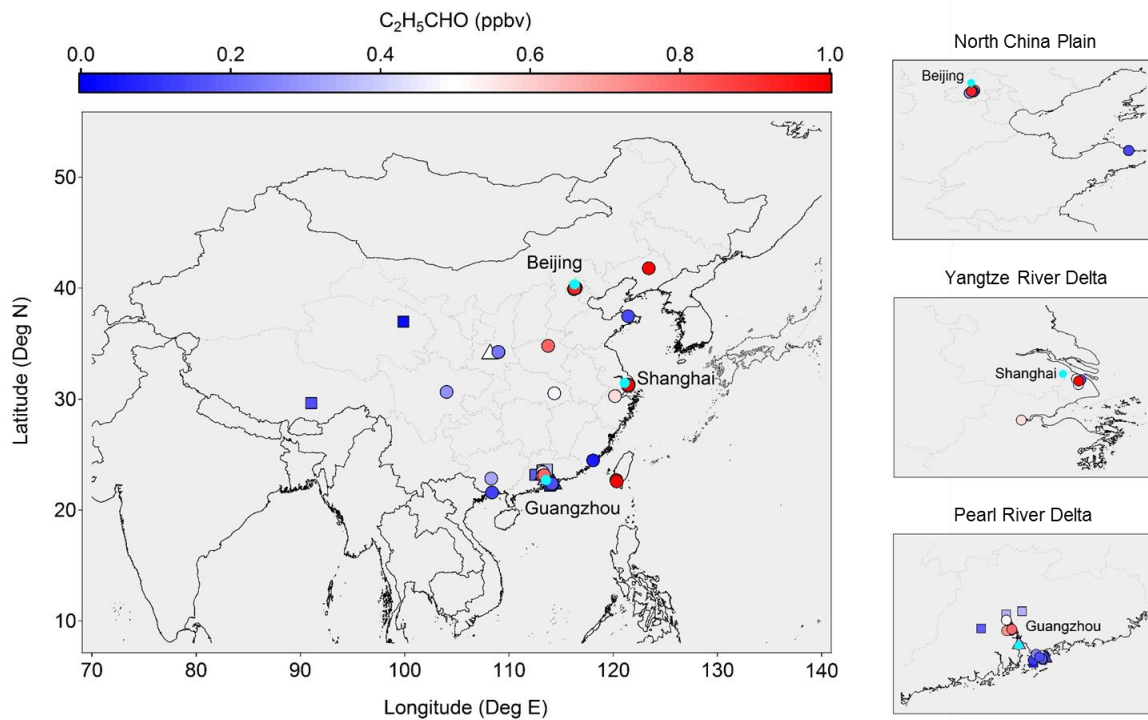 C₂H₅CHO (ppbv)
0.0 0.2 0.4 0.6 0.8 1.0
Latitude (Deg N)
50
40
30
20
10
Beijing
Shanghai
Guangzhou
70 80 90 100 110 120 130 140
Longitude (Deg E)
North China Plain
Beijing
Yangtze River Delta
Shanghai
Pearl River Delta
Guangzhou